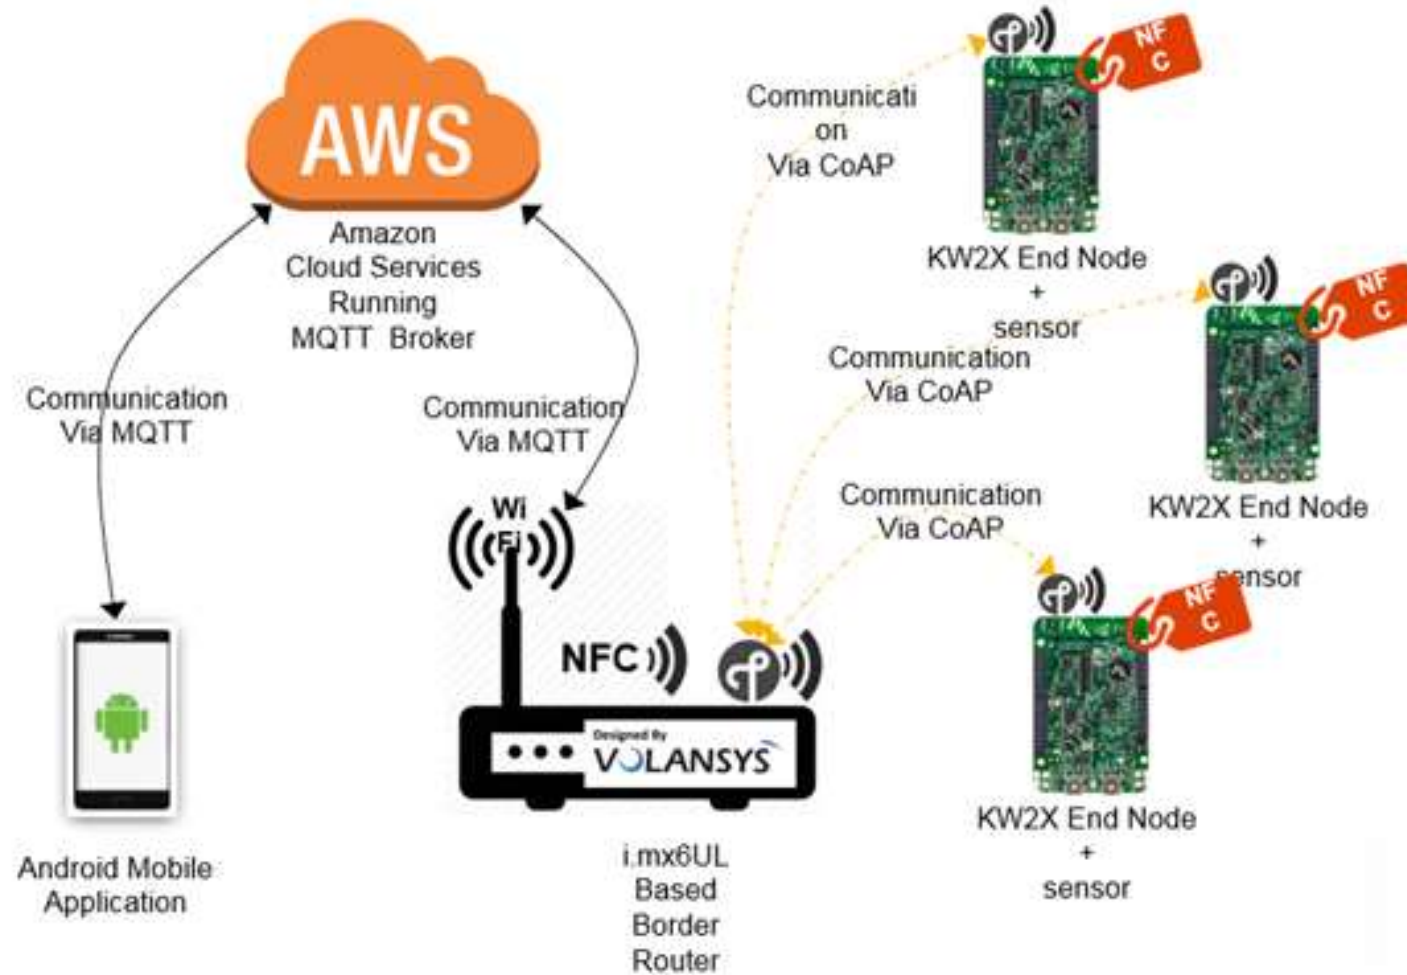 AWS
Amazon
Cloud Services
Running
MQTT Broker
Communication
Via MQTT
Communication
Via MQTT
Communicati
on
Via CoAP
NF
C
KW2X End Node
+
sensor
Communication
Via CoAP
NF
C
KW2X End Node
+
sensor
Communication
Via CoAP
NF
C
KW2X End Node
+
sensor
Wi
Fi
NFC
Designed By
VOLANSYS
i.mx6UL
Based
Border
Router
Android Mobile
Application